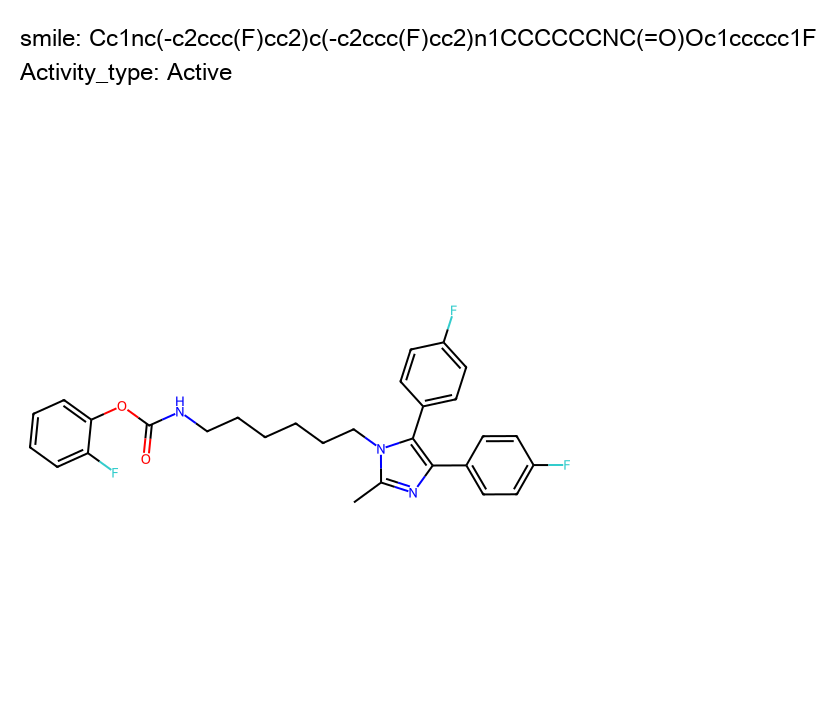 smile: Cc1nc(-c2ccc(F)cc2)c(-c2ccc(F)cc2)n1CCCCCCNC(=O)Oc1ccccc1F
Activity_type: Active
F
F
O
H
N
N
O
F
N